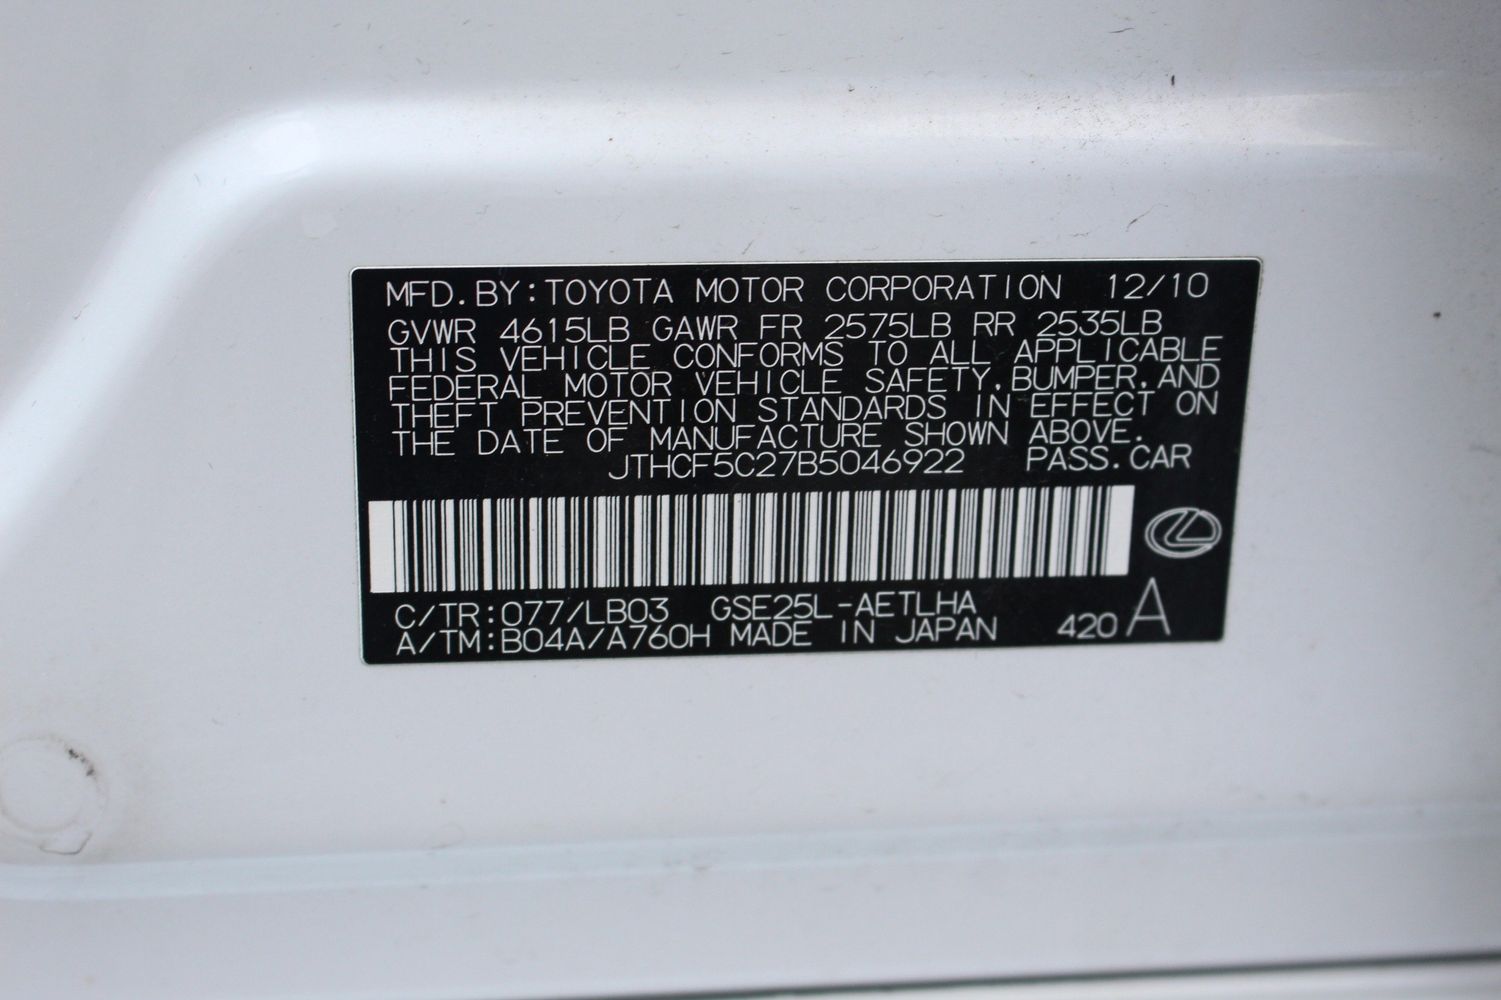 MFD.BY:TOYOTA MOTOR CORPORATION 12/10
GVWR 4615LB GAWR FR 2575LB RR 2535LB
THIS VEHICLE CONFORMS TO ALL APPLICABLE
FEDERAL MOTOR VEHICLE SAFETY,BUMPER,AND
THEFT PREVENTION STANDARDS IN EFFECT ON
THE DATE OF MANUFACTURE SHOWN ABOVE.
JTHCF5C27B5046922 PASS.CAR
C/TR:077/LB03 GSE25L-AETLHA
A/TM:B04A/A760H MADE IN JAPAN 420 A